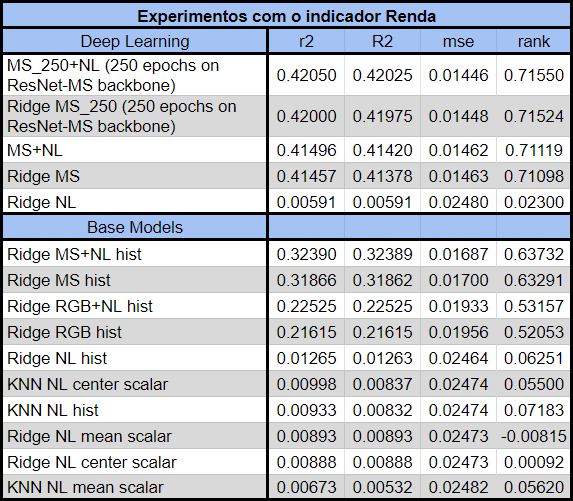 Experimentos com o indicador Renda
Deep Learning r2 R2 mse rank
MS_250+NL (250 epochs on
ResNet-MS backbone) 0.42050 0.42025 0.01446 0.71550
Ridge MS_250 (250 epochs on
ResNet-MS backbone) 0.42000 0.41975 0.01448 0.71524
MS+NL 0.41496 0.41420 0.01462 0.71119
Ridge MS 0.41457 0.41378 0.01463 0.71098
Ridge NL 0.00591 0.00591 0.02480 0.02300
Base Models
Ridge MS+NL hist 0.32390 0.32389 0.01687 0.63732
Ridge MS hist 0.31866 0.31862 0.01700 0.63291
Ridge RGB+NL hist 0.22525 0.22525 0.01933 0.53157
Ridge RGB hist 0.21615 0.21615 0.01956 0.52053
Ridge NL hist 0.01265 0.01263 0.02464 0.06251
KNN NL center scalar 0.00998 0.00837 0.02474 0.05500
KNN NL hist 0.00933 0.00832 0.02474 0.07183
Ridge NL mean scalar 0.00893 0.00893 0.02473 -0.00815
Ridge NL center scalar 0.00888 0.00888 0.02473 0.00092
KNN NL mean scalar 0.00673 0.00532 0.02482 0.05620